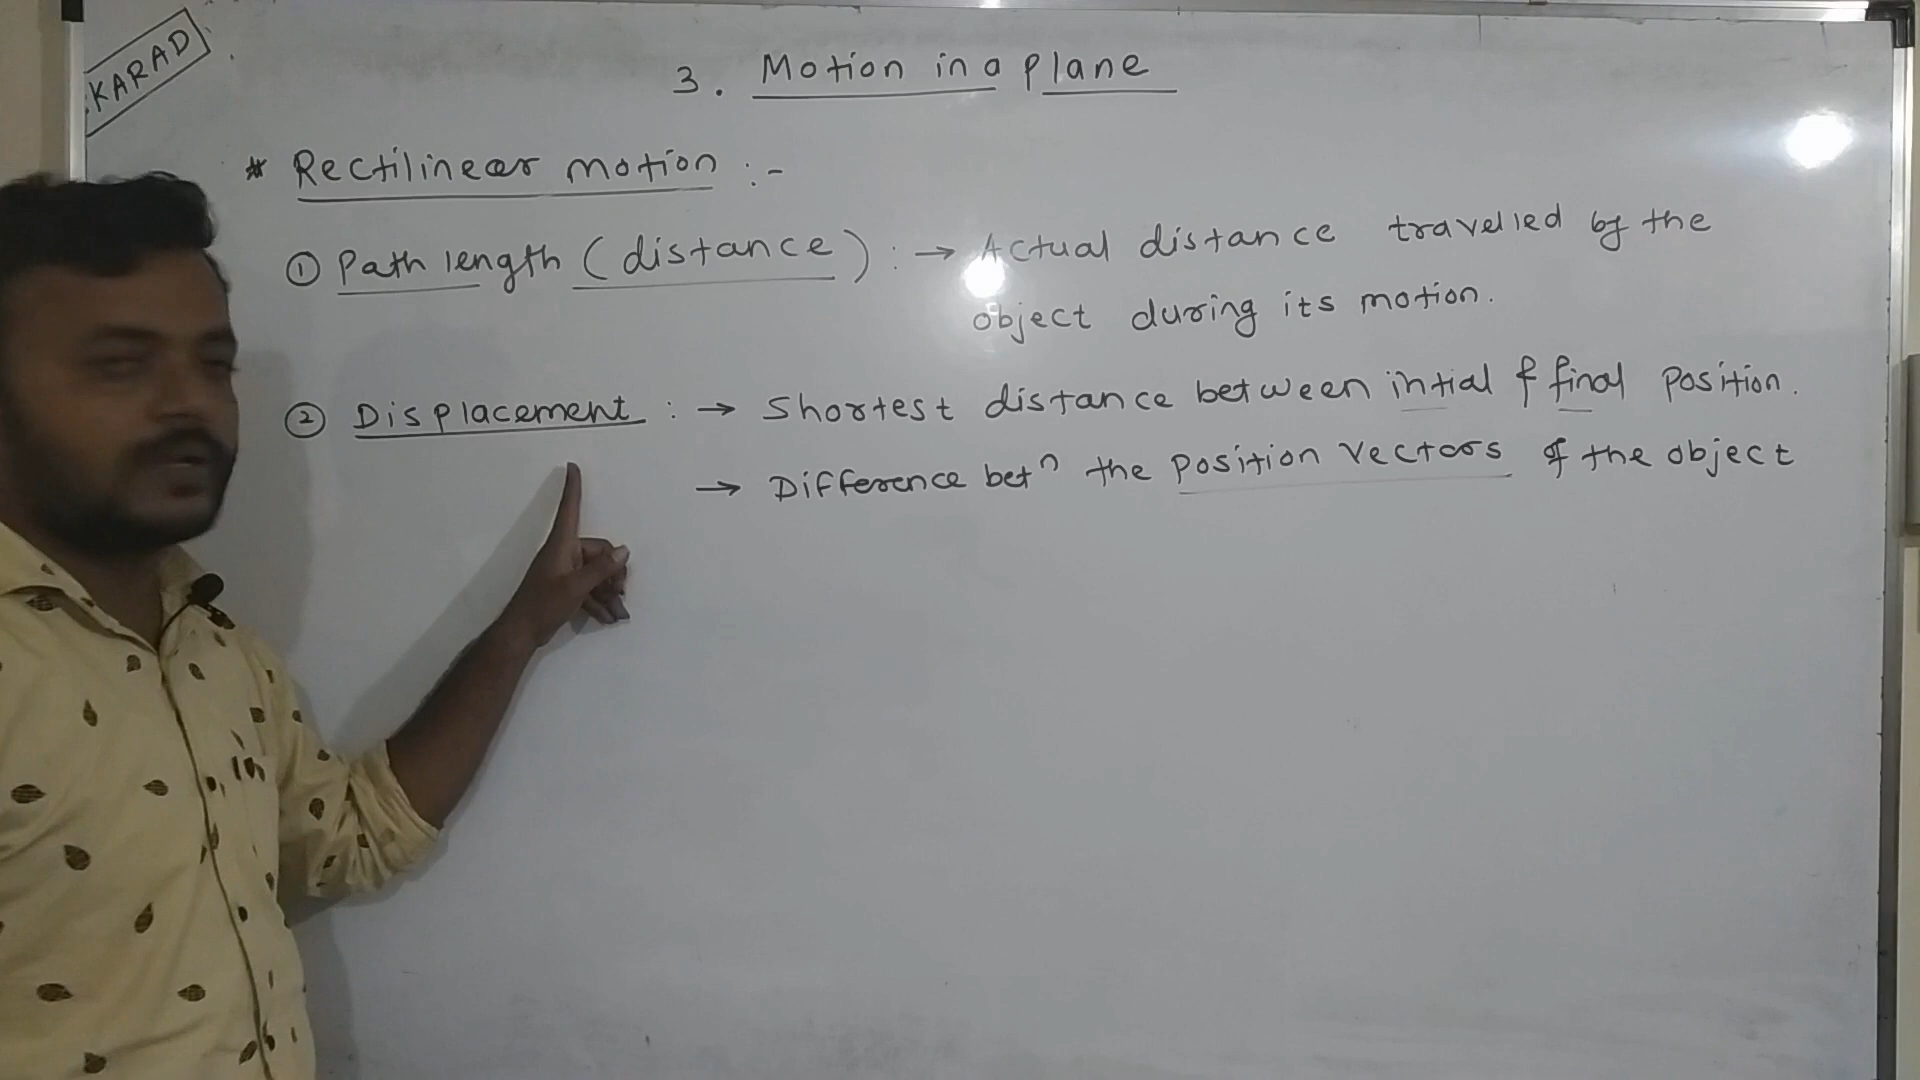 KARAD
3. Motion in a plane
* Rectilinear motion :-
① Path length (distance) : → Actual distance travelled by the
object during its motion.
② Displacement : → Shortest distance between intial & final position.
→ Difference betⁿ the position vectors of the object